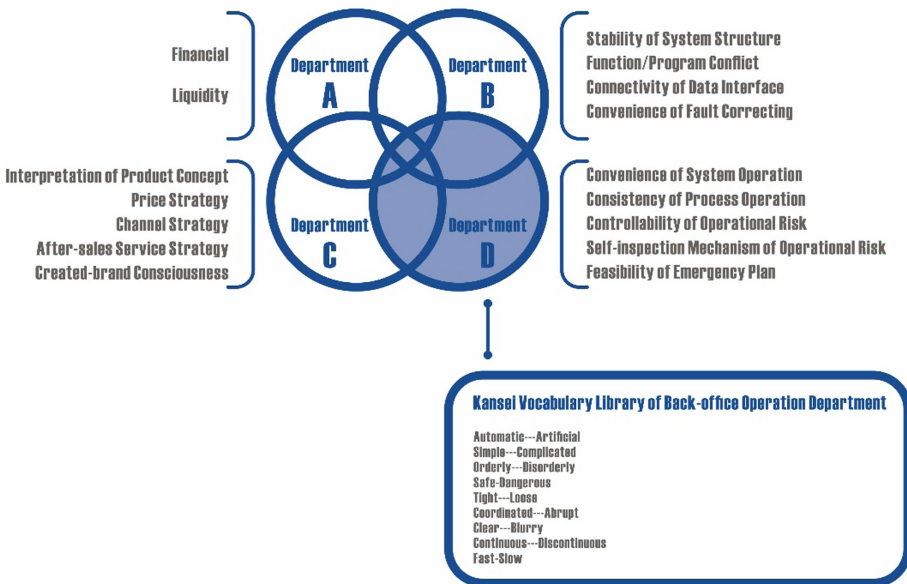 Financial
Liquidity
Department
A
Department
B
Stability of System Structure
Function/Program Conflict
Connectivity of Data Interface
Convenience of Fault Correcting
Interpretation of Product Concept
Price Strategy
Channel Strategy
After-sales Service Strategy
Created-brand Consciousness
Department
C
Department
D
Convenience of System Operation
Consistency of Process Operation
Controllability of Operational Risk
Self-inspection Mechanism of Operational Risk
Feasibility of Emergency Plan
Kansei Vocabulary Library of Back-office Operation Department
Automatic---Artificial
Simple---Complicated
Orderly---Disorderly
Safe-Dangerous
Tight---Loose
Coordinated---Abrupt
Clear---Blurry
Continuous---Discontinuous
Fast-Slow